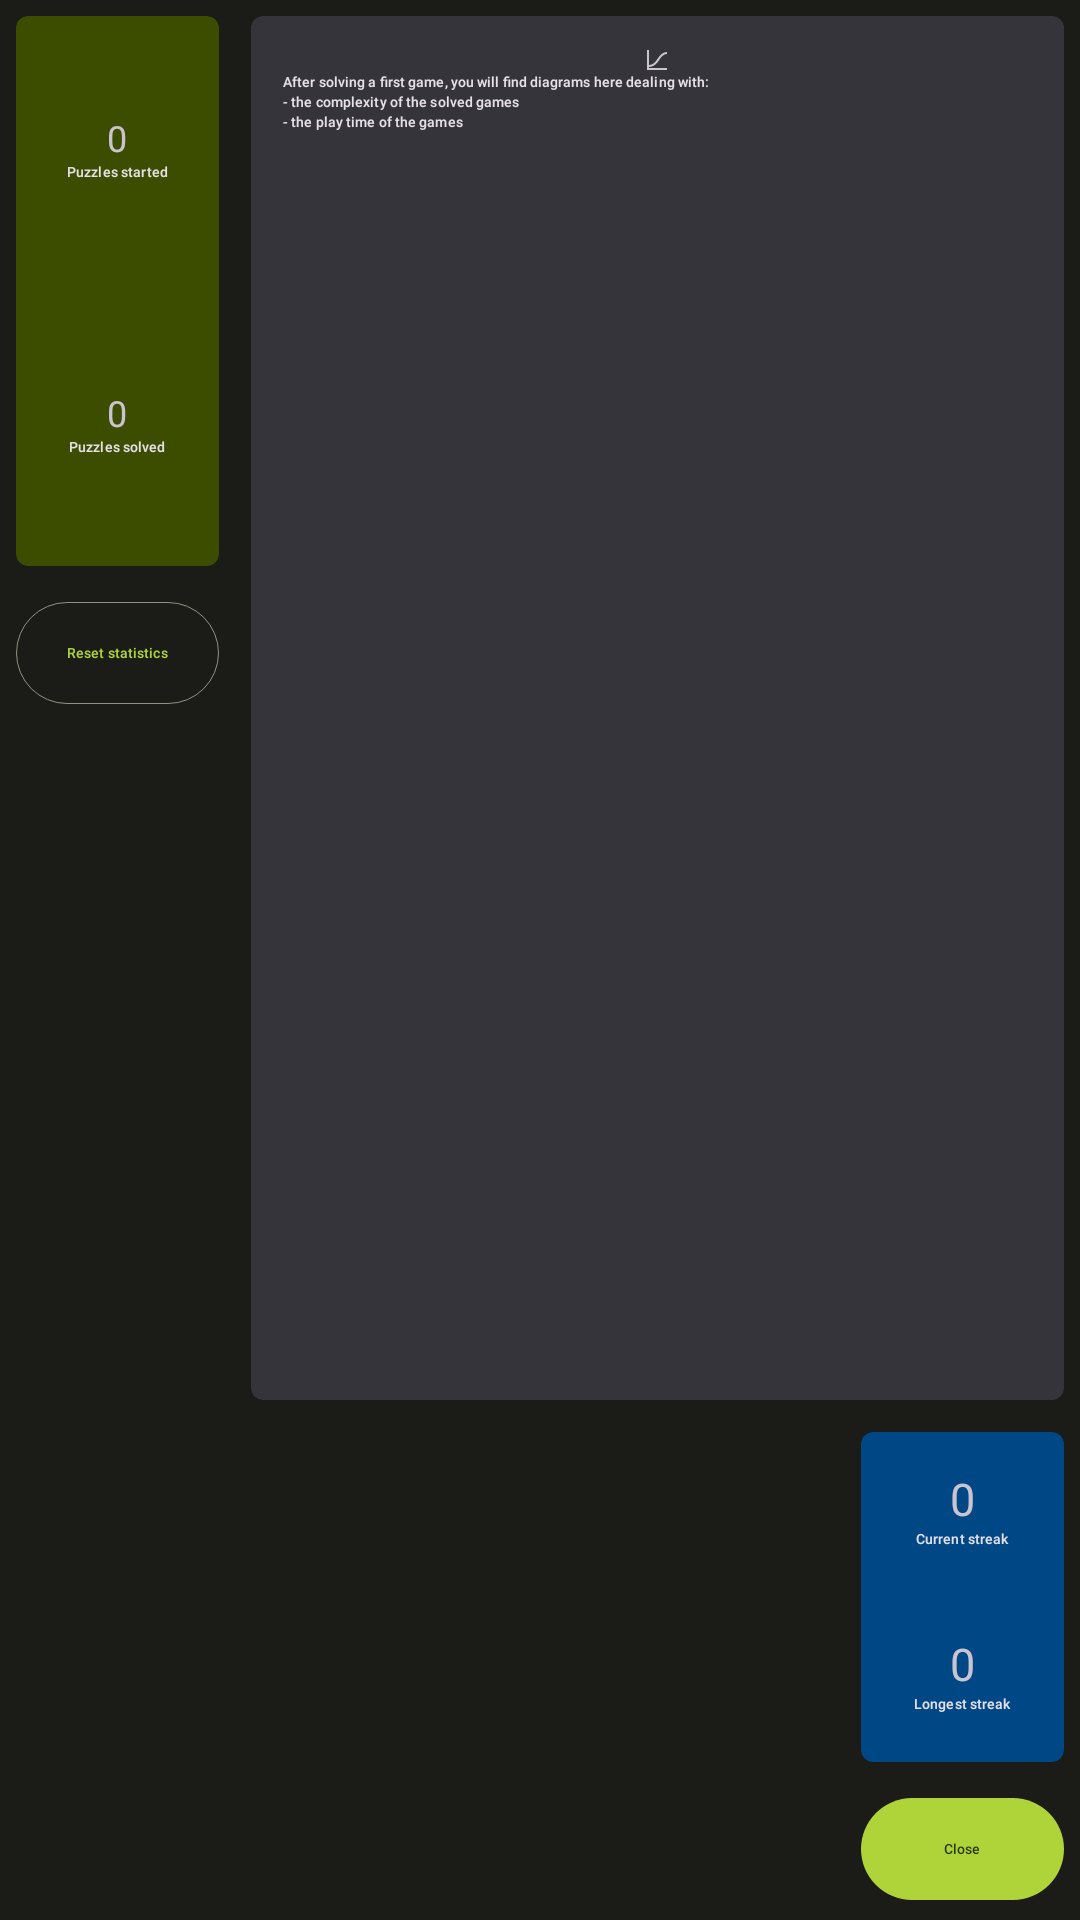 0
Puzzles started
0
Puzzles solved
Reset statistics
After solving a first game, you will find diagrams here dealing with:
- the complexity of the solved games
- the play time of the games
0
Current streak
0
Longest streak
Close